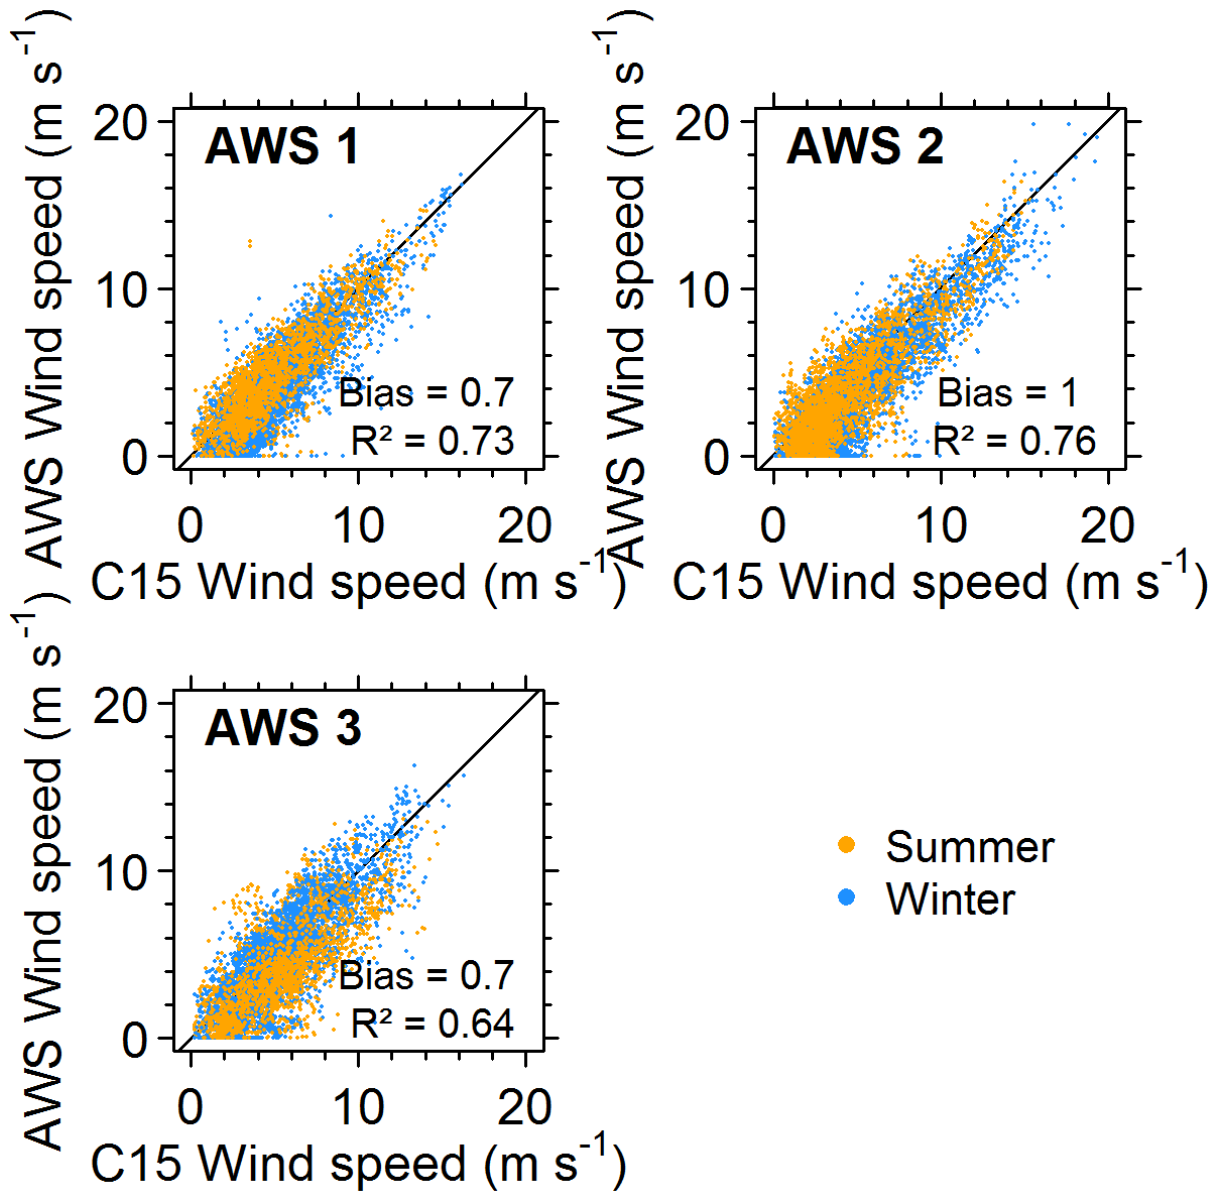 AWS Wind speed (m s⁻¹)
20
10
0
AWS 1
Bias = 0.7
R² = 0.73
0 10 20
C15 Wind speed (m s⁻¹)
AWS Wind speed (m s⁻¹)
20
10
0
AWS 2
Bias = 1
R² = 0.76
0 10 20
C15 Wind speed (m s⁻¹)
AWS Wind speed (m s⁻¹)
20
10
0
AWS 3
Bias = 0.7
R² = 0.64
0 10 20
C15 Wind speed (m s⁻¹)
Summer
Winter